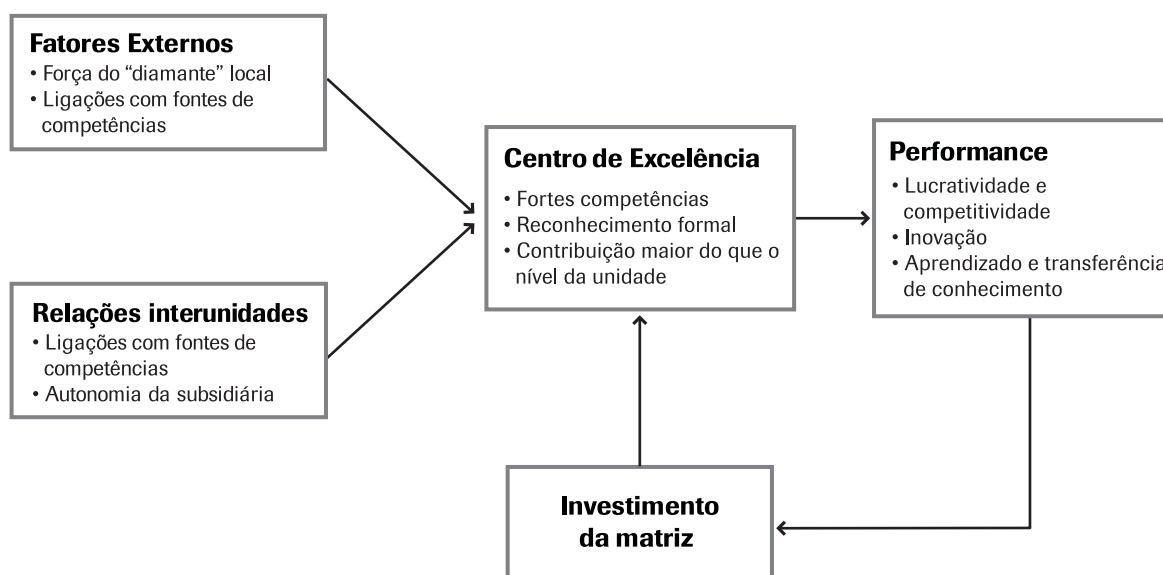 Fatores Externos
• Força do “diamante” local
• Ligações com fontes de
competências
Relações interunidades
• Ligações com fontes de
competências
• Autonomia da subsidiária
Centro de Excelência
• Fortes competências
• Reconhecimento formal
• Contribuição maior do que o
nível da unidade
Performance
• Lucratividade e
competitividade
• Inovação
• Aprendizado e transferência
de conhecimento
Investimento
da matriz